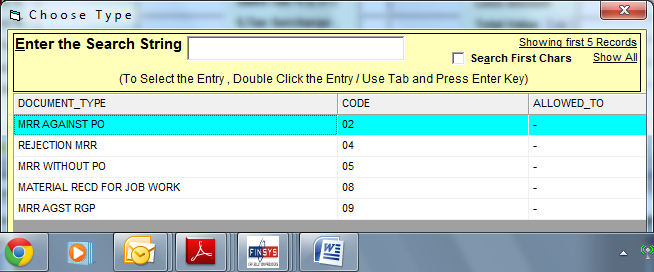 Choose Type
Enter the Search String
Showing first 5 Records
Search First Chars Show All
(To Select the Entry , Double Click the Entry / Use Tab and Press Enter Key)
DOCUMENT_TYPE CODE ALLOWED_TO
MRR AGAINST PO 02 -
REJECTION MRR 04 -
MRR WITHOUT PO 05 -
MATERIAL RECD FOR JOB WORK 08 -
MRR AGST RGP 09 -
FINSYS